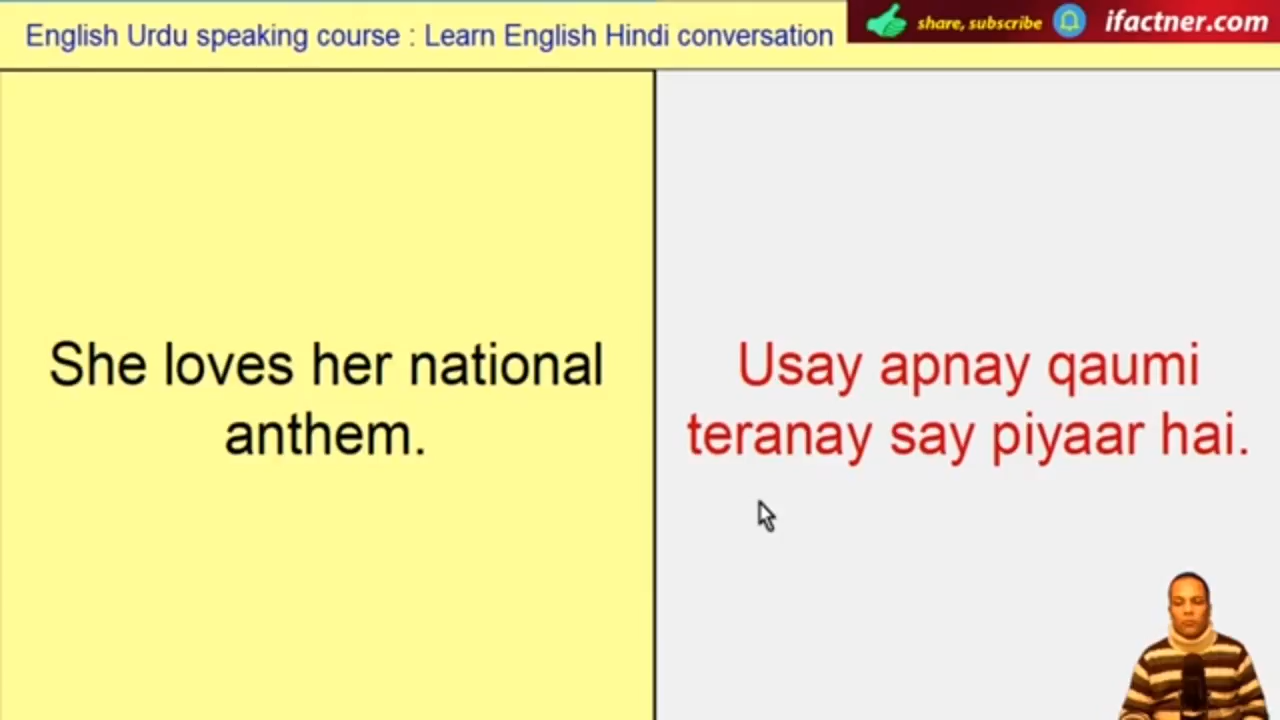 English Urdu speaking course : Learn English Hindi conversation
share, subscribe
ifactner.com
She loves her national
anthem.
Usay apnay qaumi
teranay say piyaar hai.